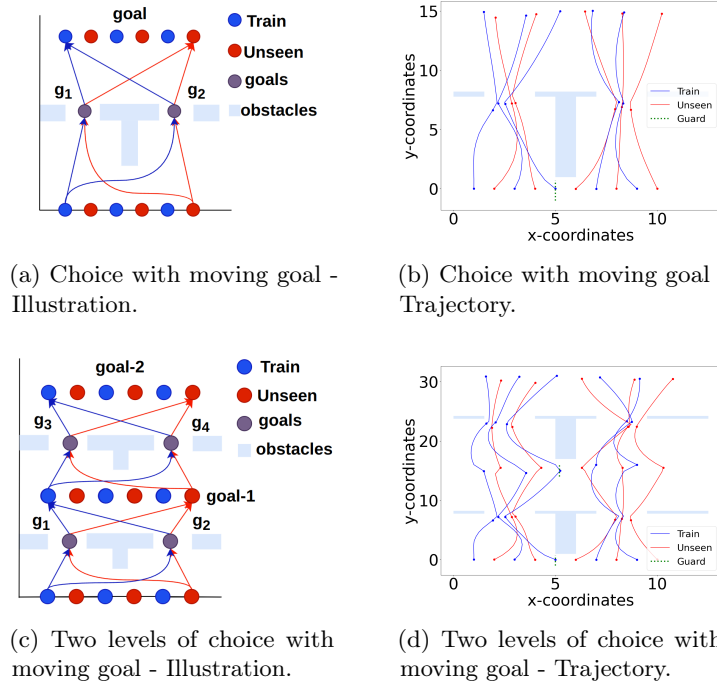 goal
Train
Unseen
goals
obstacles
g1
g2
15
10
5
0
y-coordinates
0
5
10
x-coordinates
Train
Unseen
Guard
(a) Choice with moving goal -
Illustration.
(b) Choice with moving goal
Trajectory.
goal-2
Train
Unseen
goals
obstacles
g3
g4
goal-1
g1
g2
30
20
10
0
y-coordinates
0
5
10
x-coordinates
Train
Unseen
Guard
(c) Two levels of choice with
moving goal - Illustration.
(d) Two levels of choice with
moving goal - Trajectory.